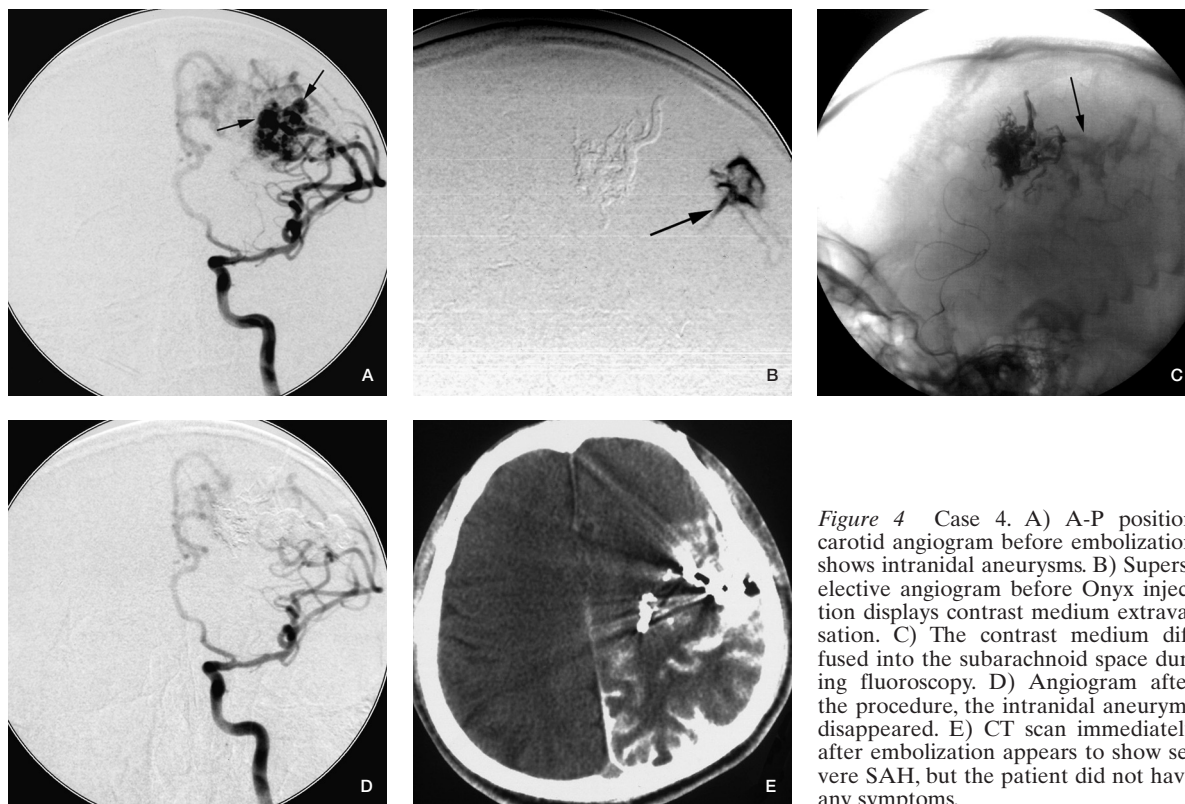 A
B
C
D
E
Figure 4 Case 4. A) A-P position
carotid angiogram before embolization
shows intranidal aneurysms. B) Supers-
elective angiogram before Onyx injec-
tion displays contrast medium extrava-
sation. C) The contrast medium dif
fused into the subarachnoid space dur
ing fluoroscopy. D) Angiogram afte
the procedure, the intranidal aneurysm
disappeared. E) CT scan immediatel
after embolization appears to show se
vere SAH, but the patient did not hav
any symptoms.